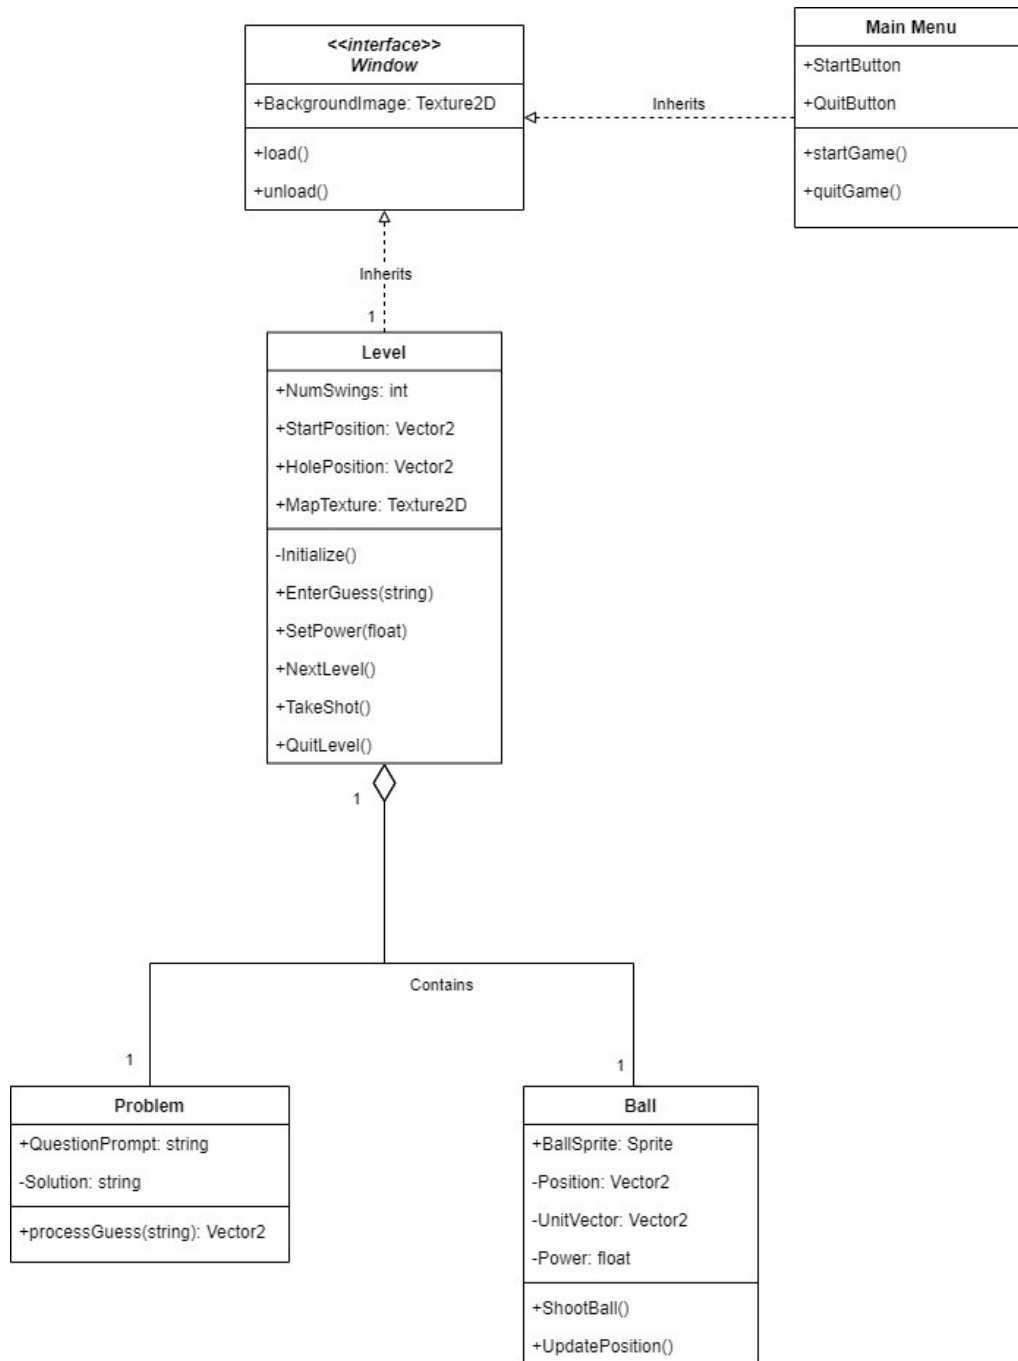 <<interface>>
Window
+BackgroundImage: Texture2D
+load()
+unload()
Inherits
Main Menu
+StartButton
+QuitButton
+startGame()
+quitGame()
Inherits
1
Level
+NumSwings: int
+StartPosition: Vector2
+HolePosition: Vector2
+MapTexture: Texture2D
-Initialize()
+EnterGuess(string)
+SetPower(float)
+NextLevel()
+TakeShot()
+QuitLevel()
1
Contains
1
Problem
+QuestionPrompt: string
-Solution: string
+processGuess(string): Vector2
1
Ball
+BallSprite: Sprite
-Position: Vector2
-UnitVector: Vector2
-Power: float
+ShootBall()
+UpdatePosition()